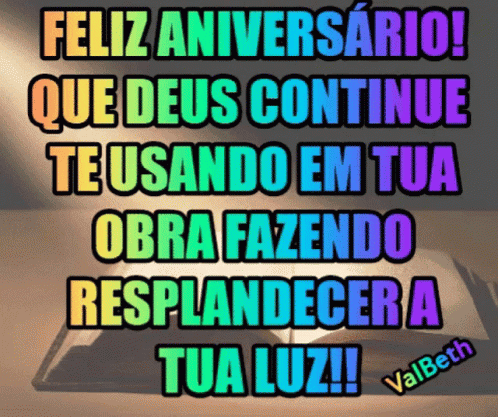 FELIZ ANIVERSÁRIO!
QUE DEUS CONTINUE
TE USANDO EM TUA
OBRA FAZENDO
RESPLANDECER A
TUA LUZ!!
ValBeth